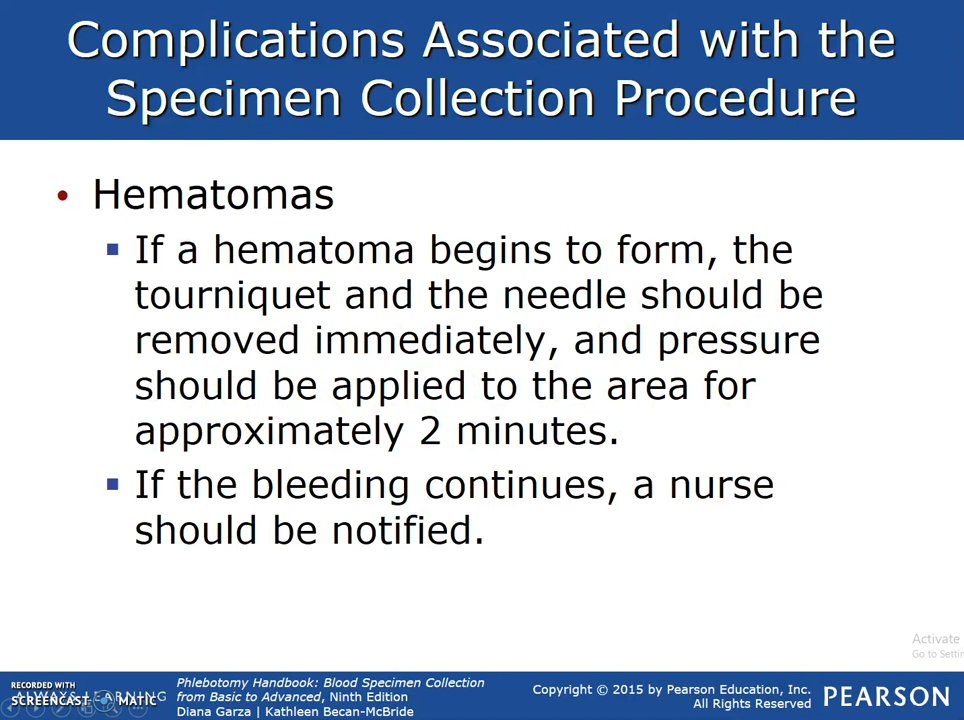 Complications Associated with the
Specimen Collection Procedure
• Hematomas
▪ If a hematoma begins to form, the
tourniquet and the needle should be
removed immediately, and pressure
should be applied to the area for
approximately 2 minutes.
▪ If the bleeding continues, a nurse
should be notified.
Activate
Go to Settin
RECORDED WITH
SCREENCAST MATIC
ALWAYS LEARNING
Phlebotomy Handbook: Blood Specimen Collection
from Basic to Advanced, Ninth Edition
Diana Garza | Kathleen Becan-McBride
Copyright © 2015 by Pearson Education, Inc.
All Rights Reserved
PEARSON